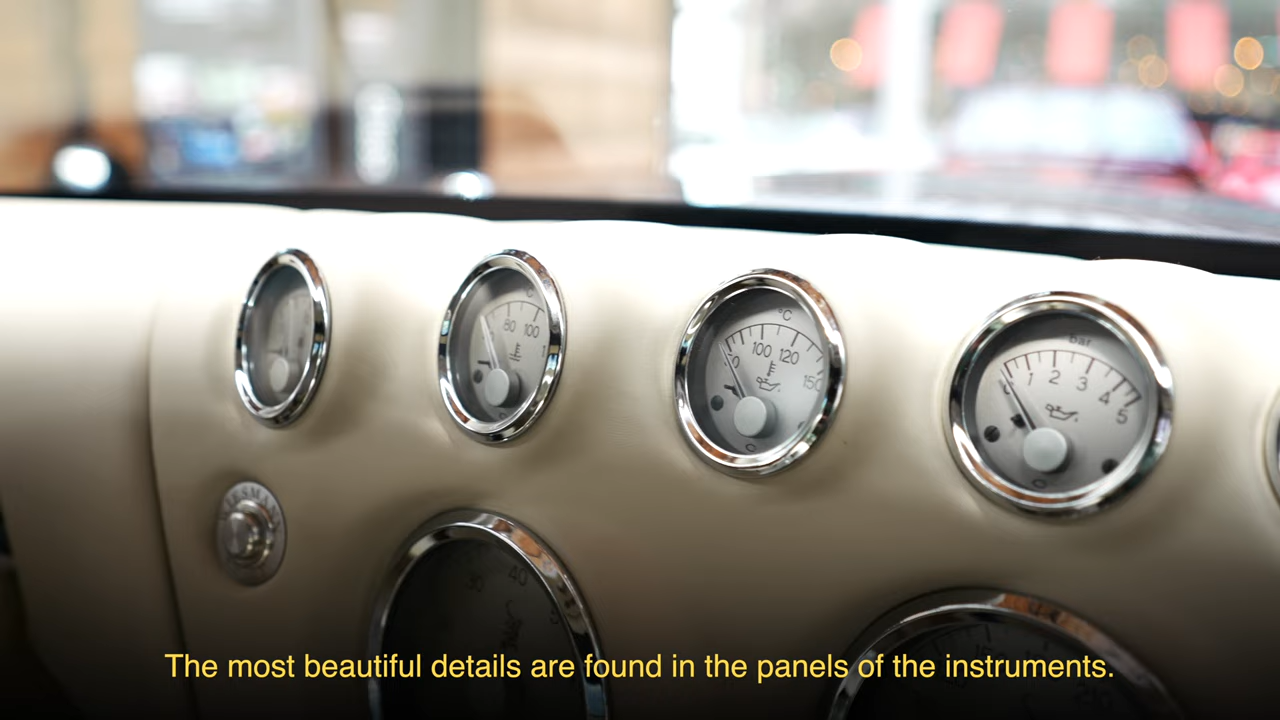 °C
80 100
°C
100 120
150
bar
1 2 3 4 5
40
The most beautiful details are found in the panels of the instruments.